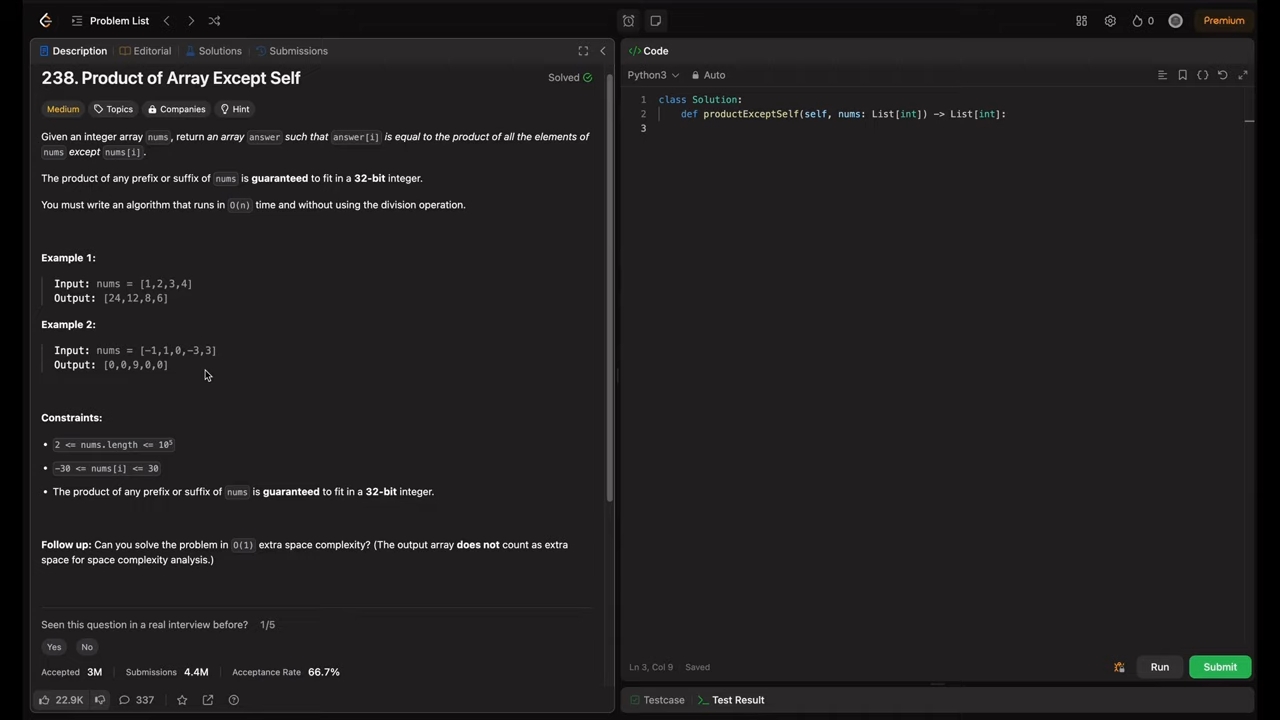 Problem List
0
Premium
Description
Editorial
Solutions
Submissions
238. Product of Array Except Self
Solved
Medium
Topics
Companies
Hint
Given an integer array nums, return an array answer such that answer[i] is equal to the product of all the elements of
nums except nums[i].
The product of any prefix or suffix of nums is guaranteed to fit in a 32-bit integer.
You must write an algorithm that runs in O(n) time and without using the division operation.
Example 1:
Input: nums = [1,2,3,4]
Output: [24,12,8,6]
Example 2:
Input: nums = [-1,1,0,-3,3]
Output: [0,0,9,0,0]
Constraints:
• 2 <= nums.length <= 10⁵
• -30 <= nums[i] <= 30
• The product of any prefix or suffix of nums is guaranteed to fit in a 32-bit integer.
Follow up: Can you solve the problem in O(1) extra space complexity? (The output array does not count as extra
space for space complexity analysis.)
Seen this question in a real interview before? 1/5
Yes No
Accepted 3M Submissions 4.4M Acceptance Rate 66.7%
22.9K 337
</> Code
Python3 Auto
1 class Solution:
2 def productExceptSelf(self, nums: List[int]) -> List[int]:
3
Ln 3, Col 9 Saved
Run
Submit
Testcase
Test Result